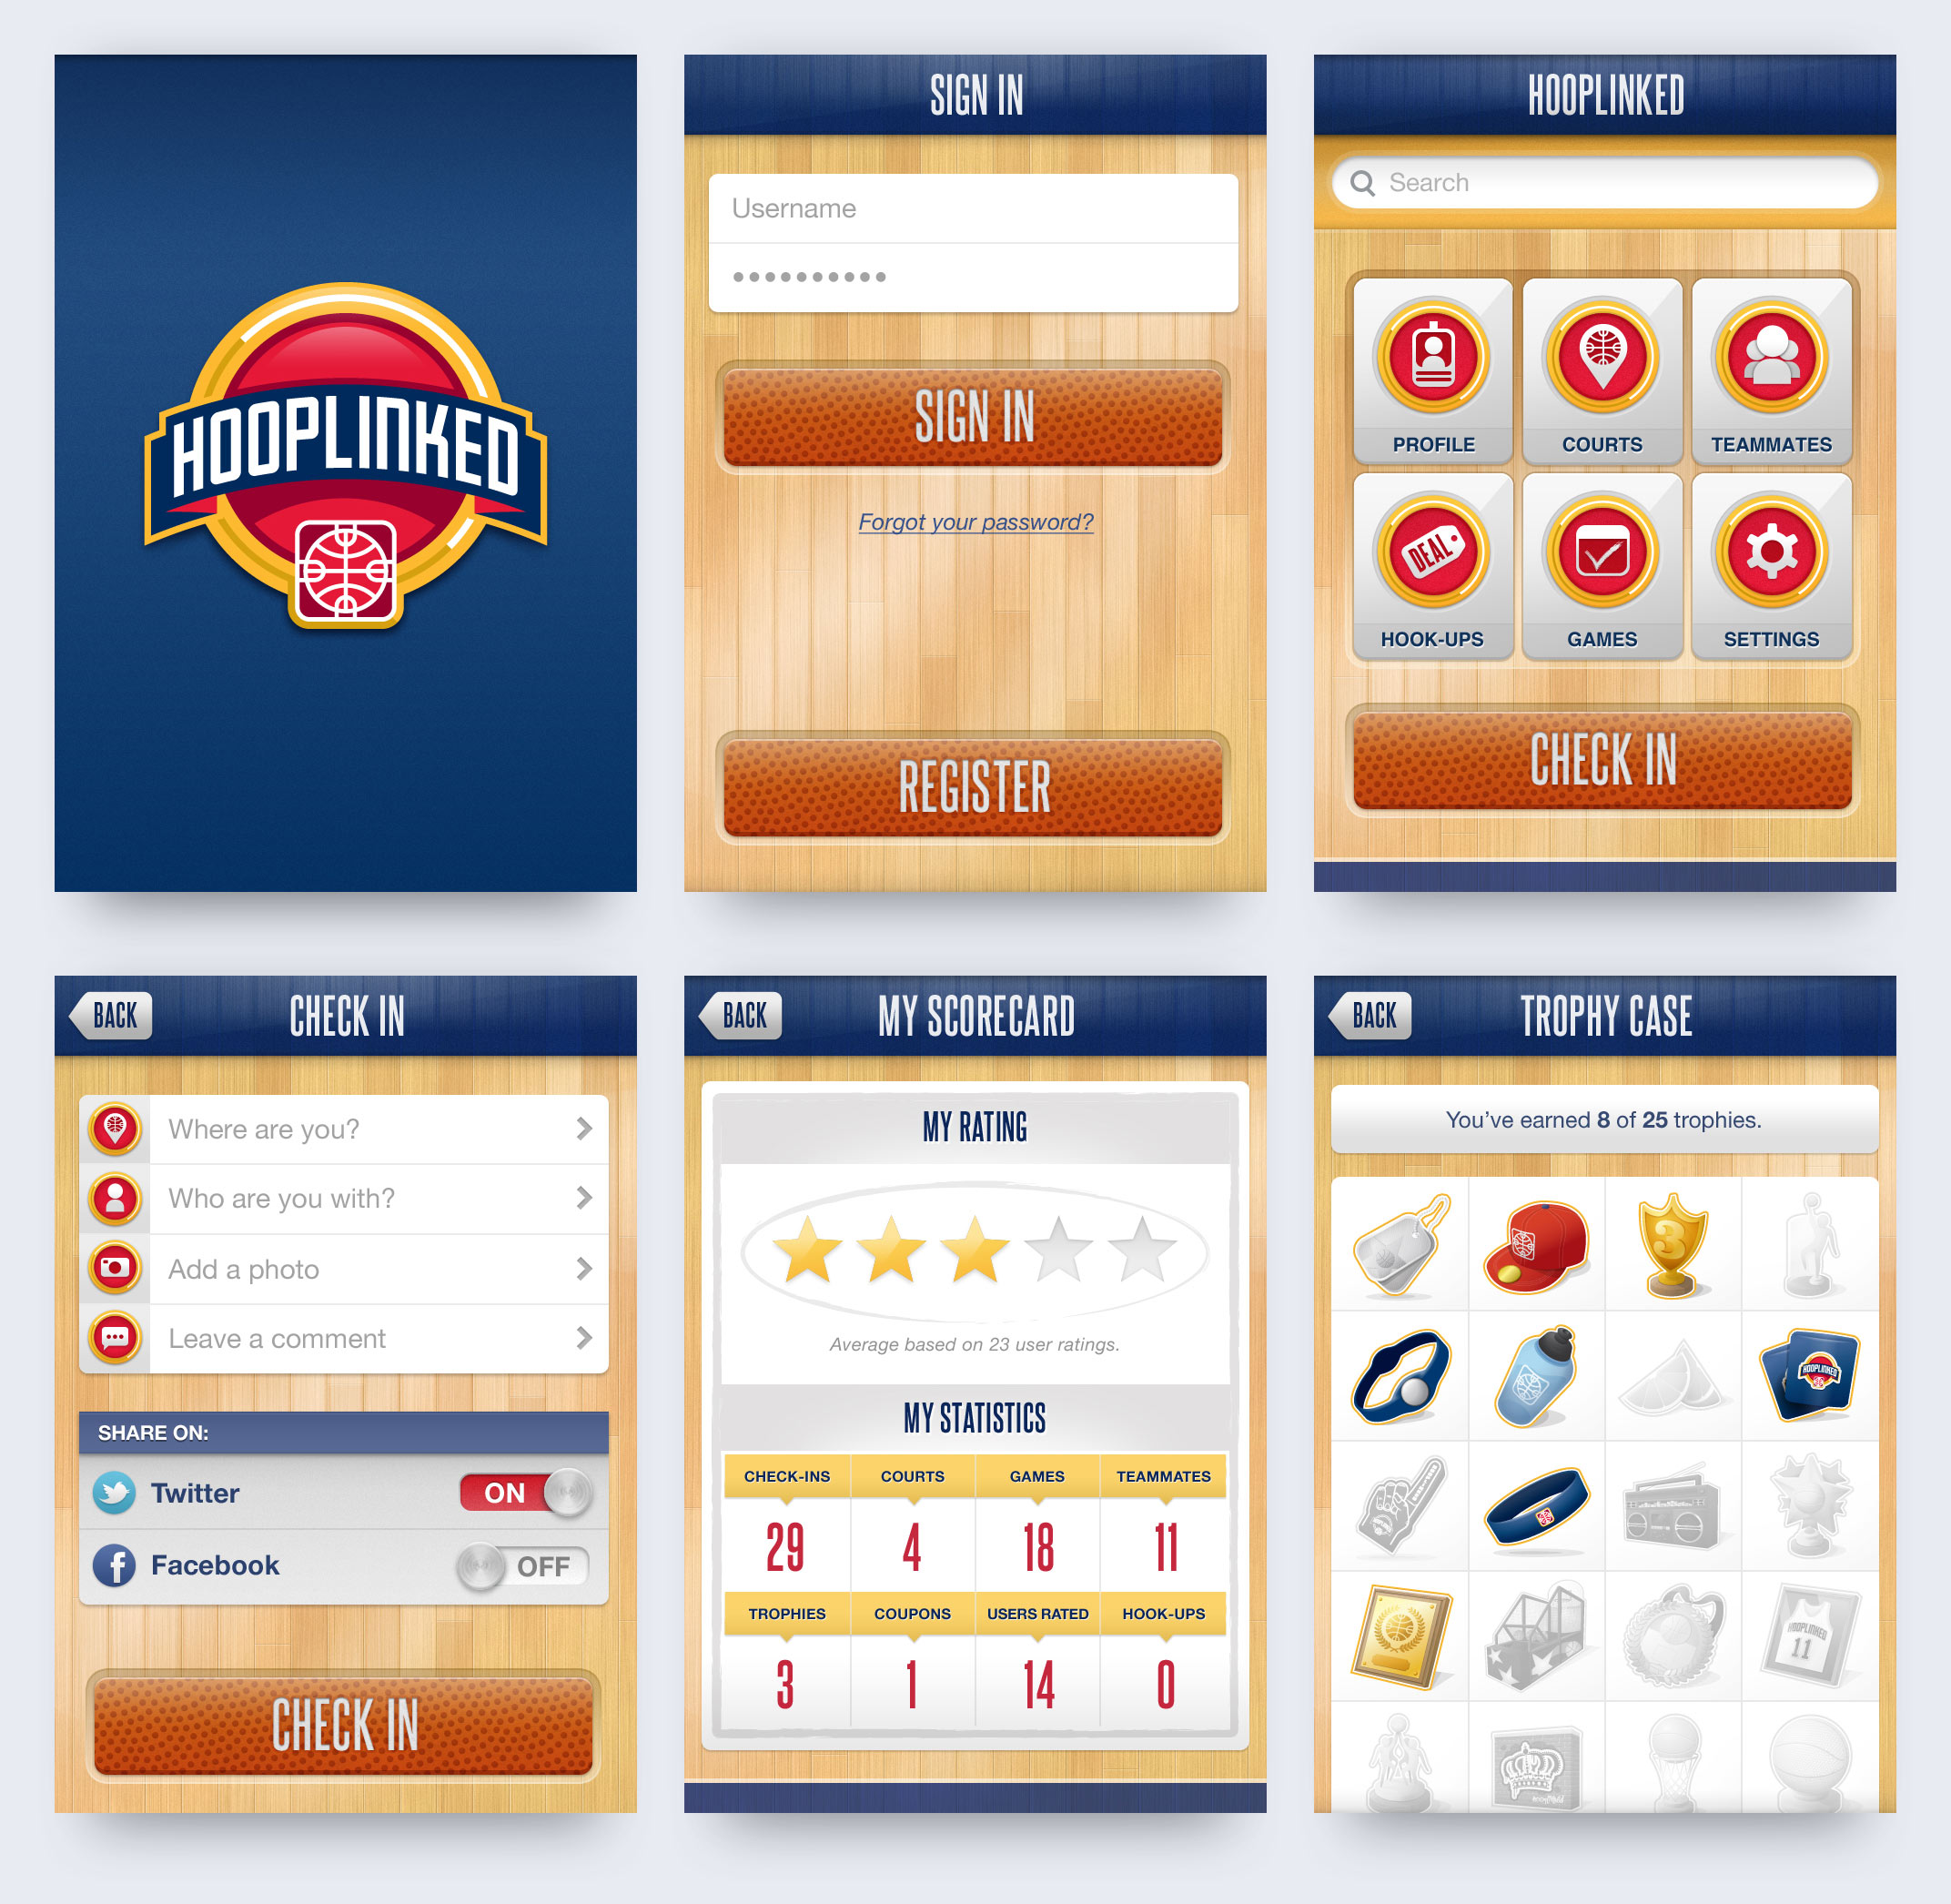 HOOPLINKED
SIGN IN
Username
SIGN IN
Forgot your password?
REGISTER
HOOPLINKED
Search
PROFILE
COURTS
TEAMMATES
DEAL
HOOK-UPS
GAMES
SETTINGS
CHECK IN
BACK
CHECK IN
Where are you?
Who are you with?
Add a photo
Leave a comment
SHARE ON:
Twitter
ON
Facebook
OFF
CHECK IN
BACK
MY SCORECARD
MY RATING
Average based on 23 user ratings.
MY STATISTICS
CHECK-INS COURTS GAMES TEAMMATES
29 4 18 11
TROPHIES COUPONS USERS RATED HOOK-UPS
3 1 14 0
BACK
TROPHY CASE
You've earned 8 of 25 trophies.
3
HOOPLINKED
HOOPLINKED
11